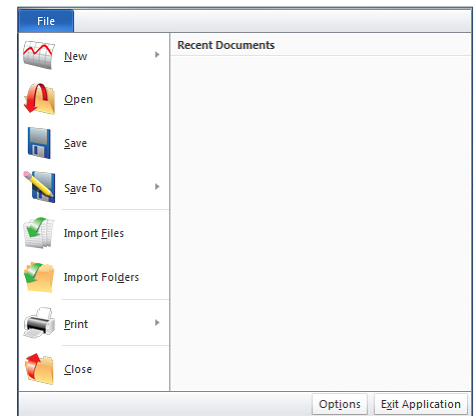 File
Recent Documents
New
Open
Save
Save To
Import Files
Import Folders
Print
Close
Options
Exit Application